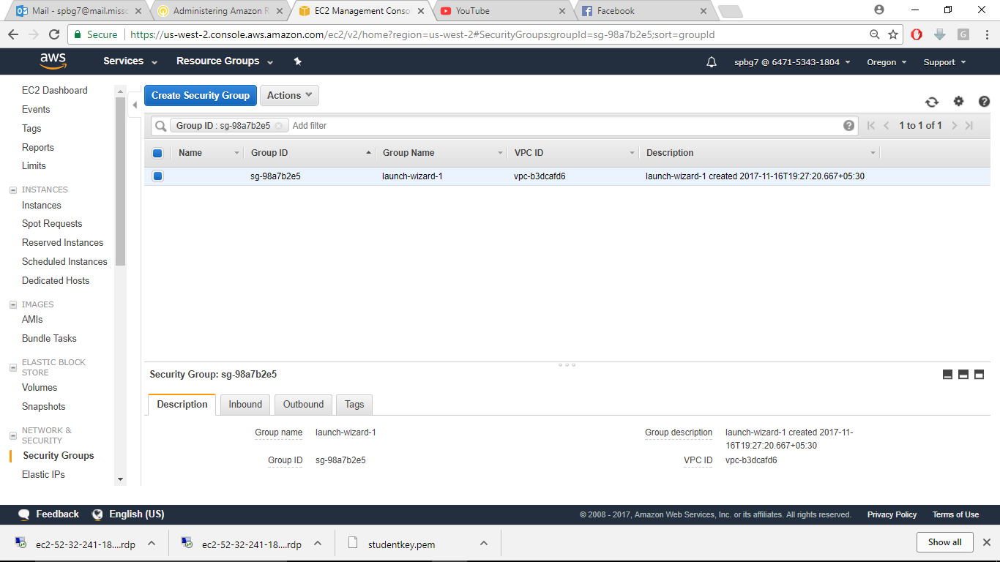 Mail - spbg7@mail.missc
Administering Amazon R
EC2 Management Conso
YouTube
Facebook
Secure
https://us-west-2.console.aws.amazon.com/ec2/v2/home?region=us-west-2#SecurityGroups:groupId=sg-98a7b2e5;sort=groupId
G
aws
Services
Resource Groups
spbg7 @ 6471-5343-1804
Oregon
Support
EC2 Dashboard
Events
Tags
Reports
Limits
INSTANCES
Instances
Spot Requests
Reserved Instances
Scheduled Instances
Dedicated Hosts
IMAGES
AMIs
Bundle Tasks
ELASTIC BLOCK
STORE
Volumes
Snapshots
NETWORK &
SECURITY
Security Groups
Elastic IPs
Create Security Group
Actions
Group ID : sg-98a7b2e5
Add filter
1 to 1 of 1
Name
Group ID
Group Name
VPC ID
Description
sg-98a7b2e5
launch-wizard-1
vpc-b3dcafd6
launch-wizard-1 created 2017-11-16T19:27:20.667+05:30
Security Group: sg-98a7b2e5
Description
Inbound
Outbound
Tags
Group name
launch-wizard-1
Group description
launch-wizard-1 created 2017-11-
16T19:27:20.667+05:30
Group ID
sg-98a7b2e5
VPC ID
vpc-b3dcafd6
Feedback
English (US)
© 2008 - 2017, Amazon Web Services, Inc. or its affiliates. All rights reserved.
Privacy Policy
Terms of Use
ec2-52-32-241-18....rdp
ec2-52-32-241-18....rdp
studentkey.pem
Show all